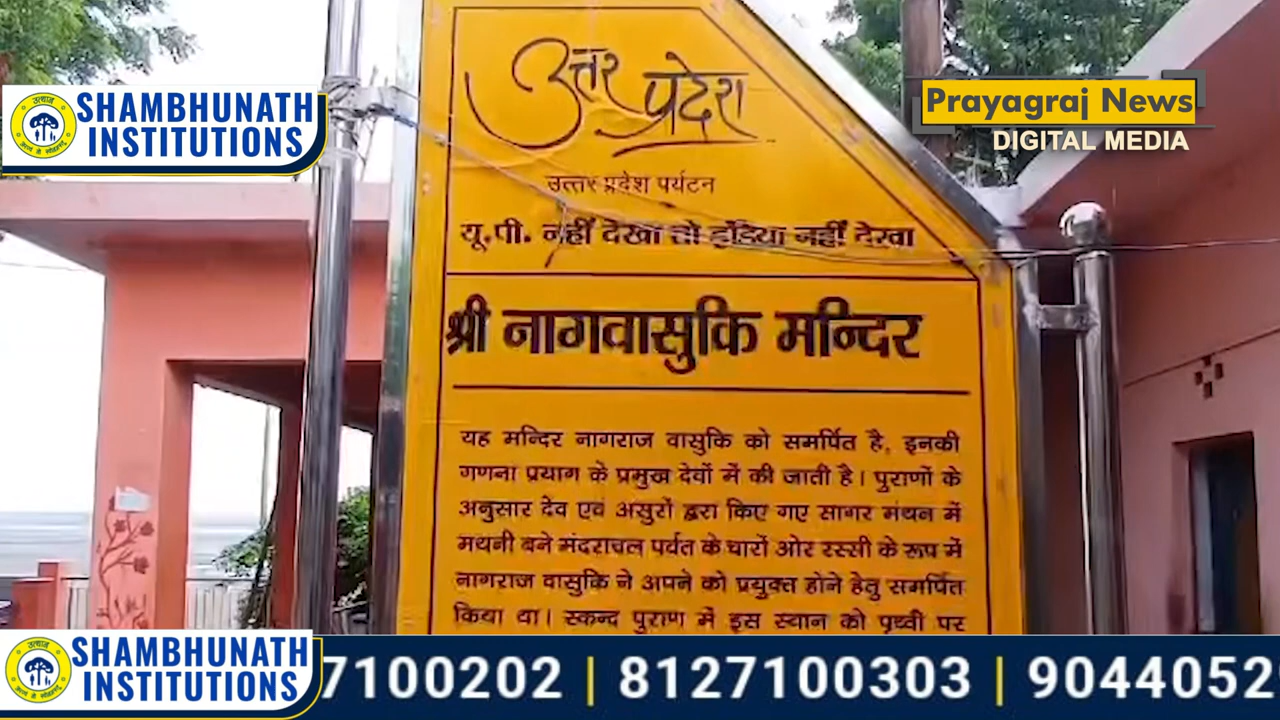 SHAMBHUNATH
INSTITUTIONS
Prayagraj News
DIGITAL MEDIA
उत्तर प्रदेश
उत्तर प्रदेश पर्यटन
यू.पी. नहीं देखा तो इंडिया नहीं देखा
श्री नागवासुकि मन्दिर
यह मन्दिर नागराज वासुकि को समर्पित है, इनकी
गणना प्रयाग के प्रमुख देवों में की जाती है। पुराणों के
अनुसार देव एवं असुरों द्वरा किए गए सागर मंथन में
मथनी बने मंदराचल पर्वत के चारों ओर रस्सी के रूप में
नागराज वासुकि ने अपने को प्रयुक्त होने हेतु समर्पित
किया था। स्कन्द पुराण में इस स्थान को पृथ्वी पर
SHAMBHUNATH
INSTITUTIONS
7100202 | 8127100303 | 9044052